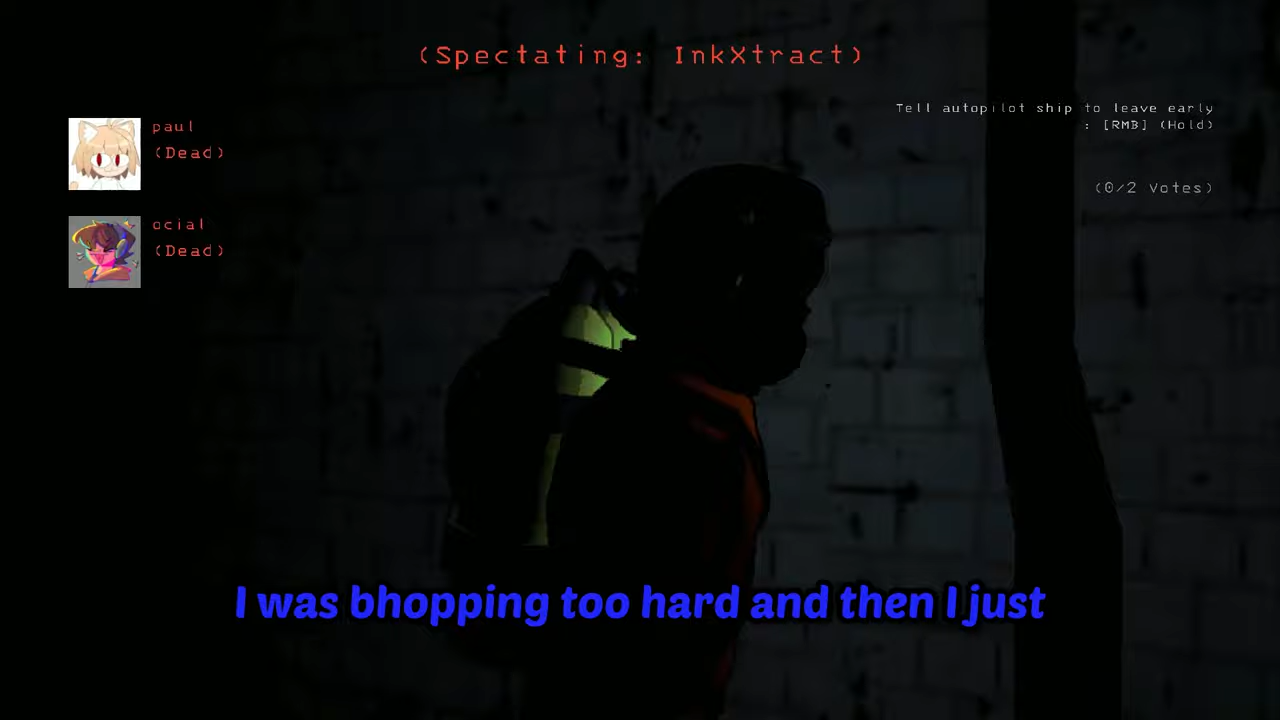 (Spectating: InkXtract)
paul
(Dead)
ocial
(Dead)
Tell autopilot ship to leave early
: [RMB] (Hold)
(0/2 Votes)
I was bhopping too hard and then I just